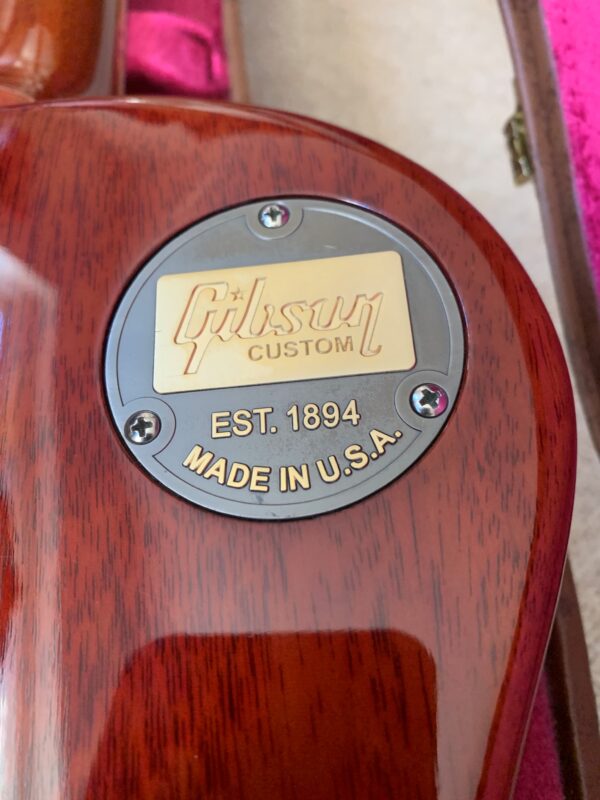 Gibson
CUSTOM
EST. 1894
MADE IN U.S.A.